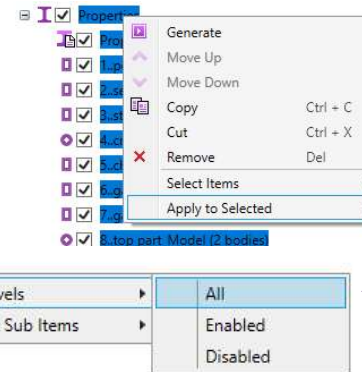 Properties
Generate
Move Up
Move Down
Copy Ctrl + C
Cut Ctrl + X
Remove Del
Select Items
Apply to Selected
8..top part Model (2 bodies)
All
Sub Items
Enabled
Disabled